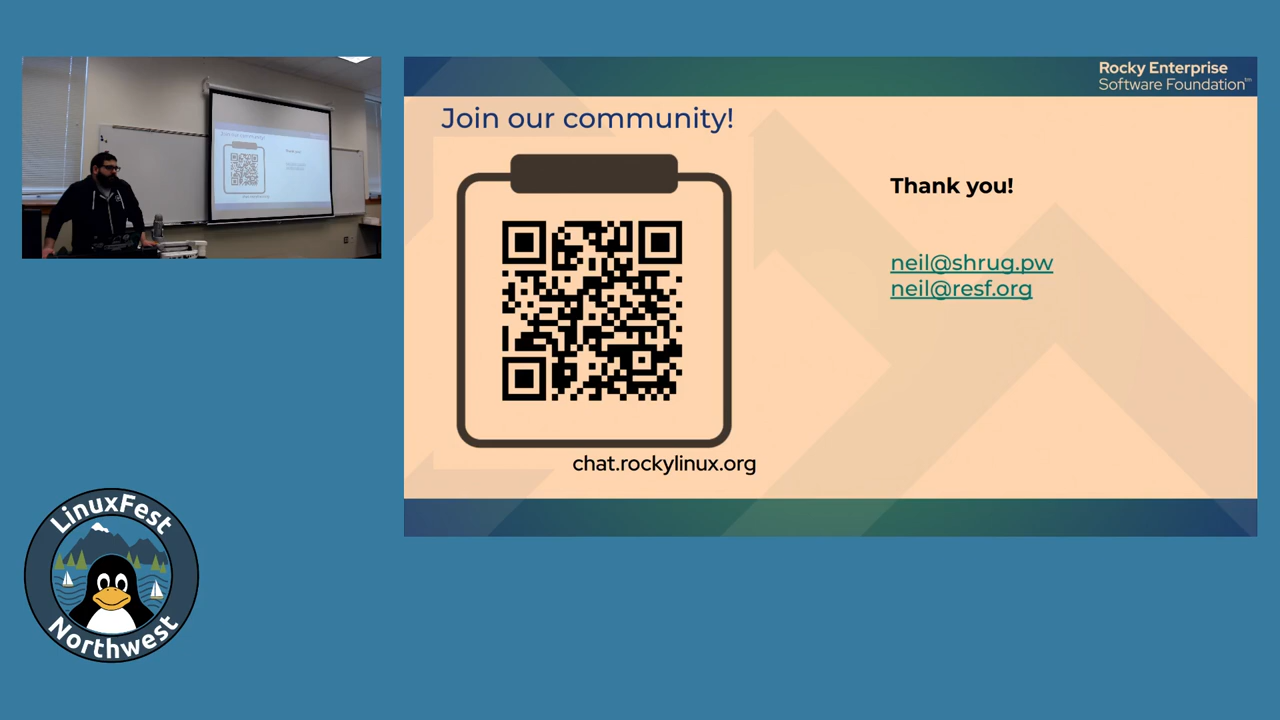 Rocky Enterprise
Software Foundation™
Join our community!
Thank you!
neil@shrug.pw
neil@resf.org
chat.rockylinux.org
LinuxFest
Northwest